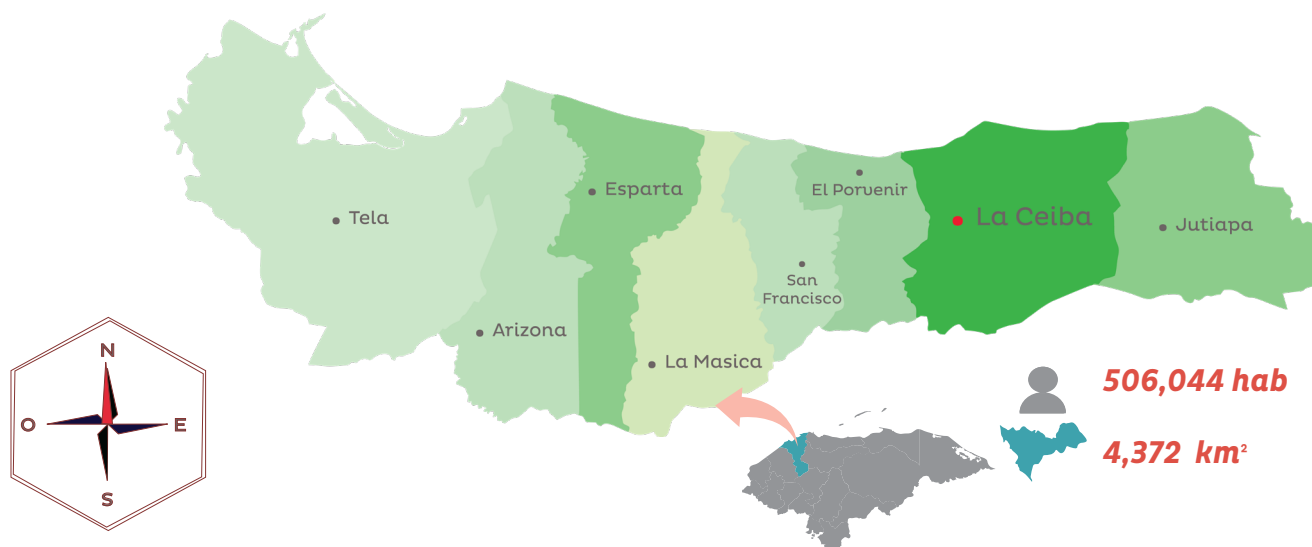 Tela
Arizona
Esparta
La Masica
San
Francisco
El Porvenir
La Ceiba
Jutiapa
N
O
E
S
506,044 hab
4,372 km²